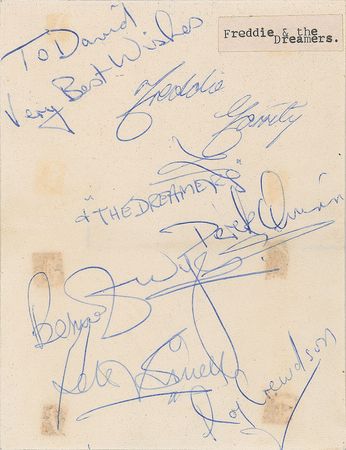 Freddie & the
Dreamers.
To David
Very Best Wishes
Freddie Garrity
& "THE DREAMERS"
Derek Quinn
Bernie Dwyer
Pete Birrell
Roy Crewdson